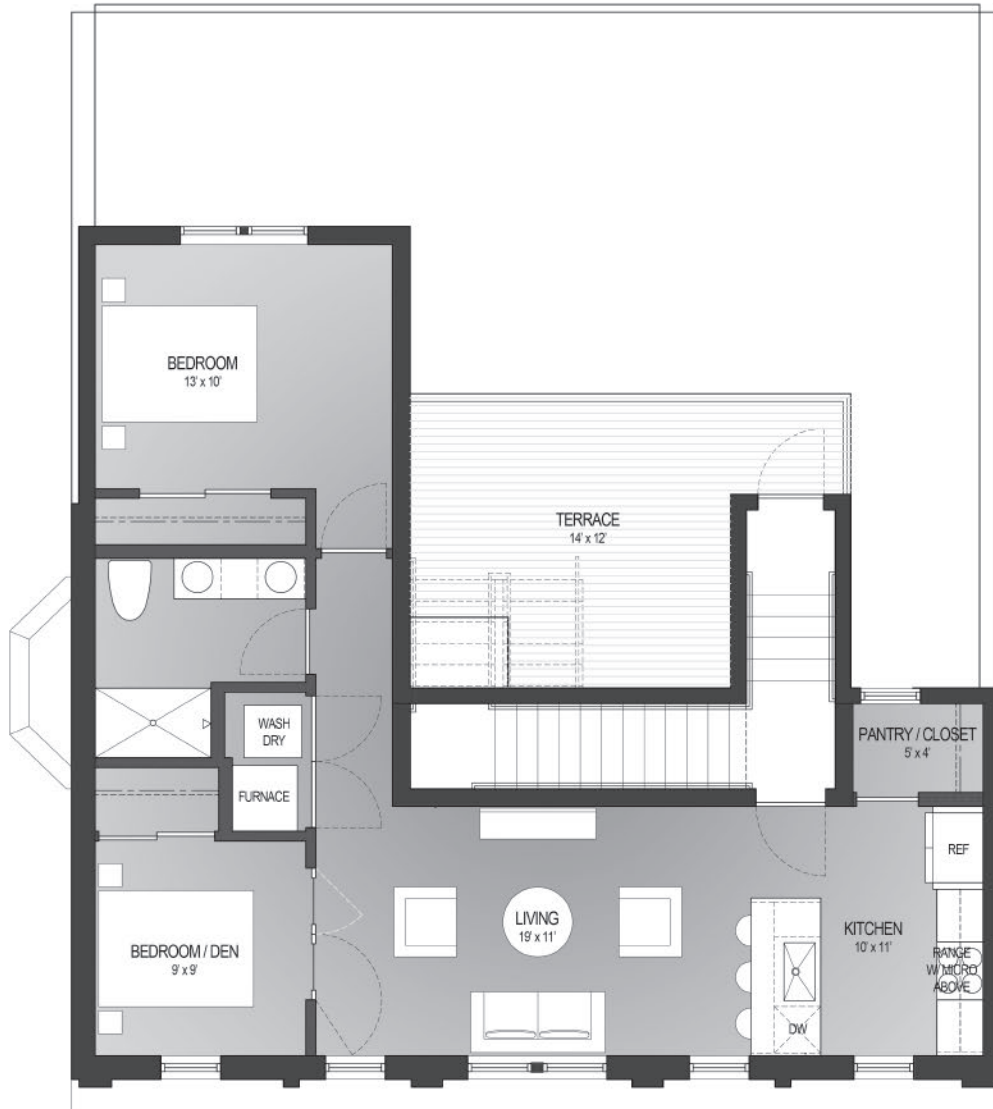 BEDROOM
13' x 10'
TERRACE
14' x 12'
WASH
DRY
FURNACE
PANTRY / CLOSET
5' x 4'
REF
LIVING
19' x 11'
KITCHEN
10' x 11'
BEDROOM / DEN
9' x 9'
RANGE
W/ MICRO
ABOVE
DW